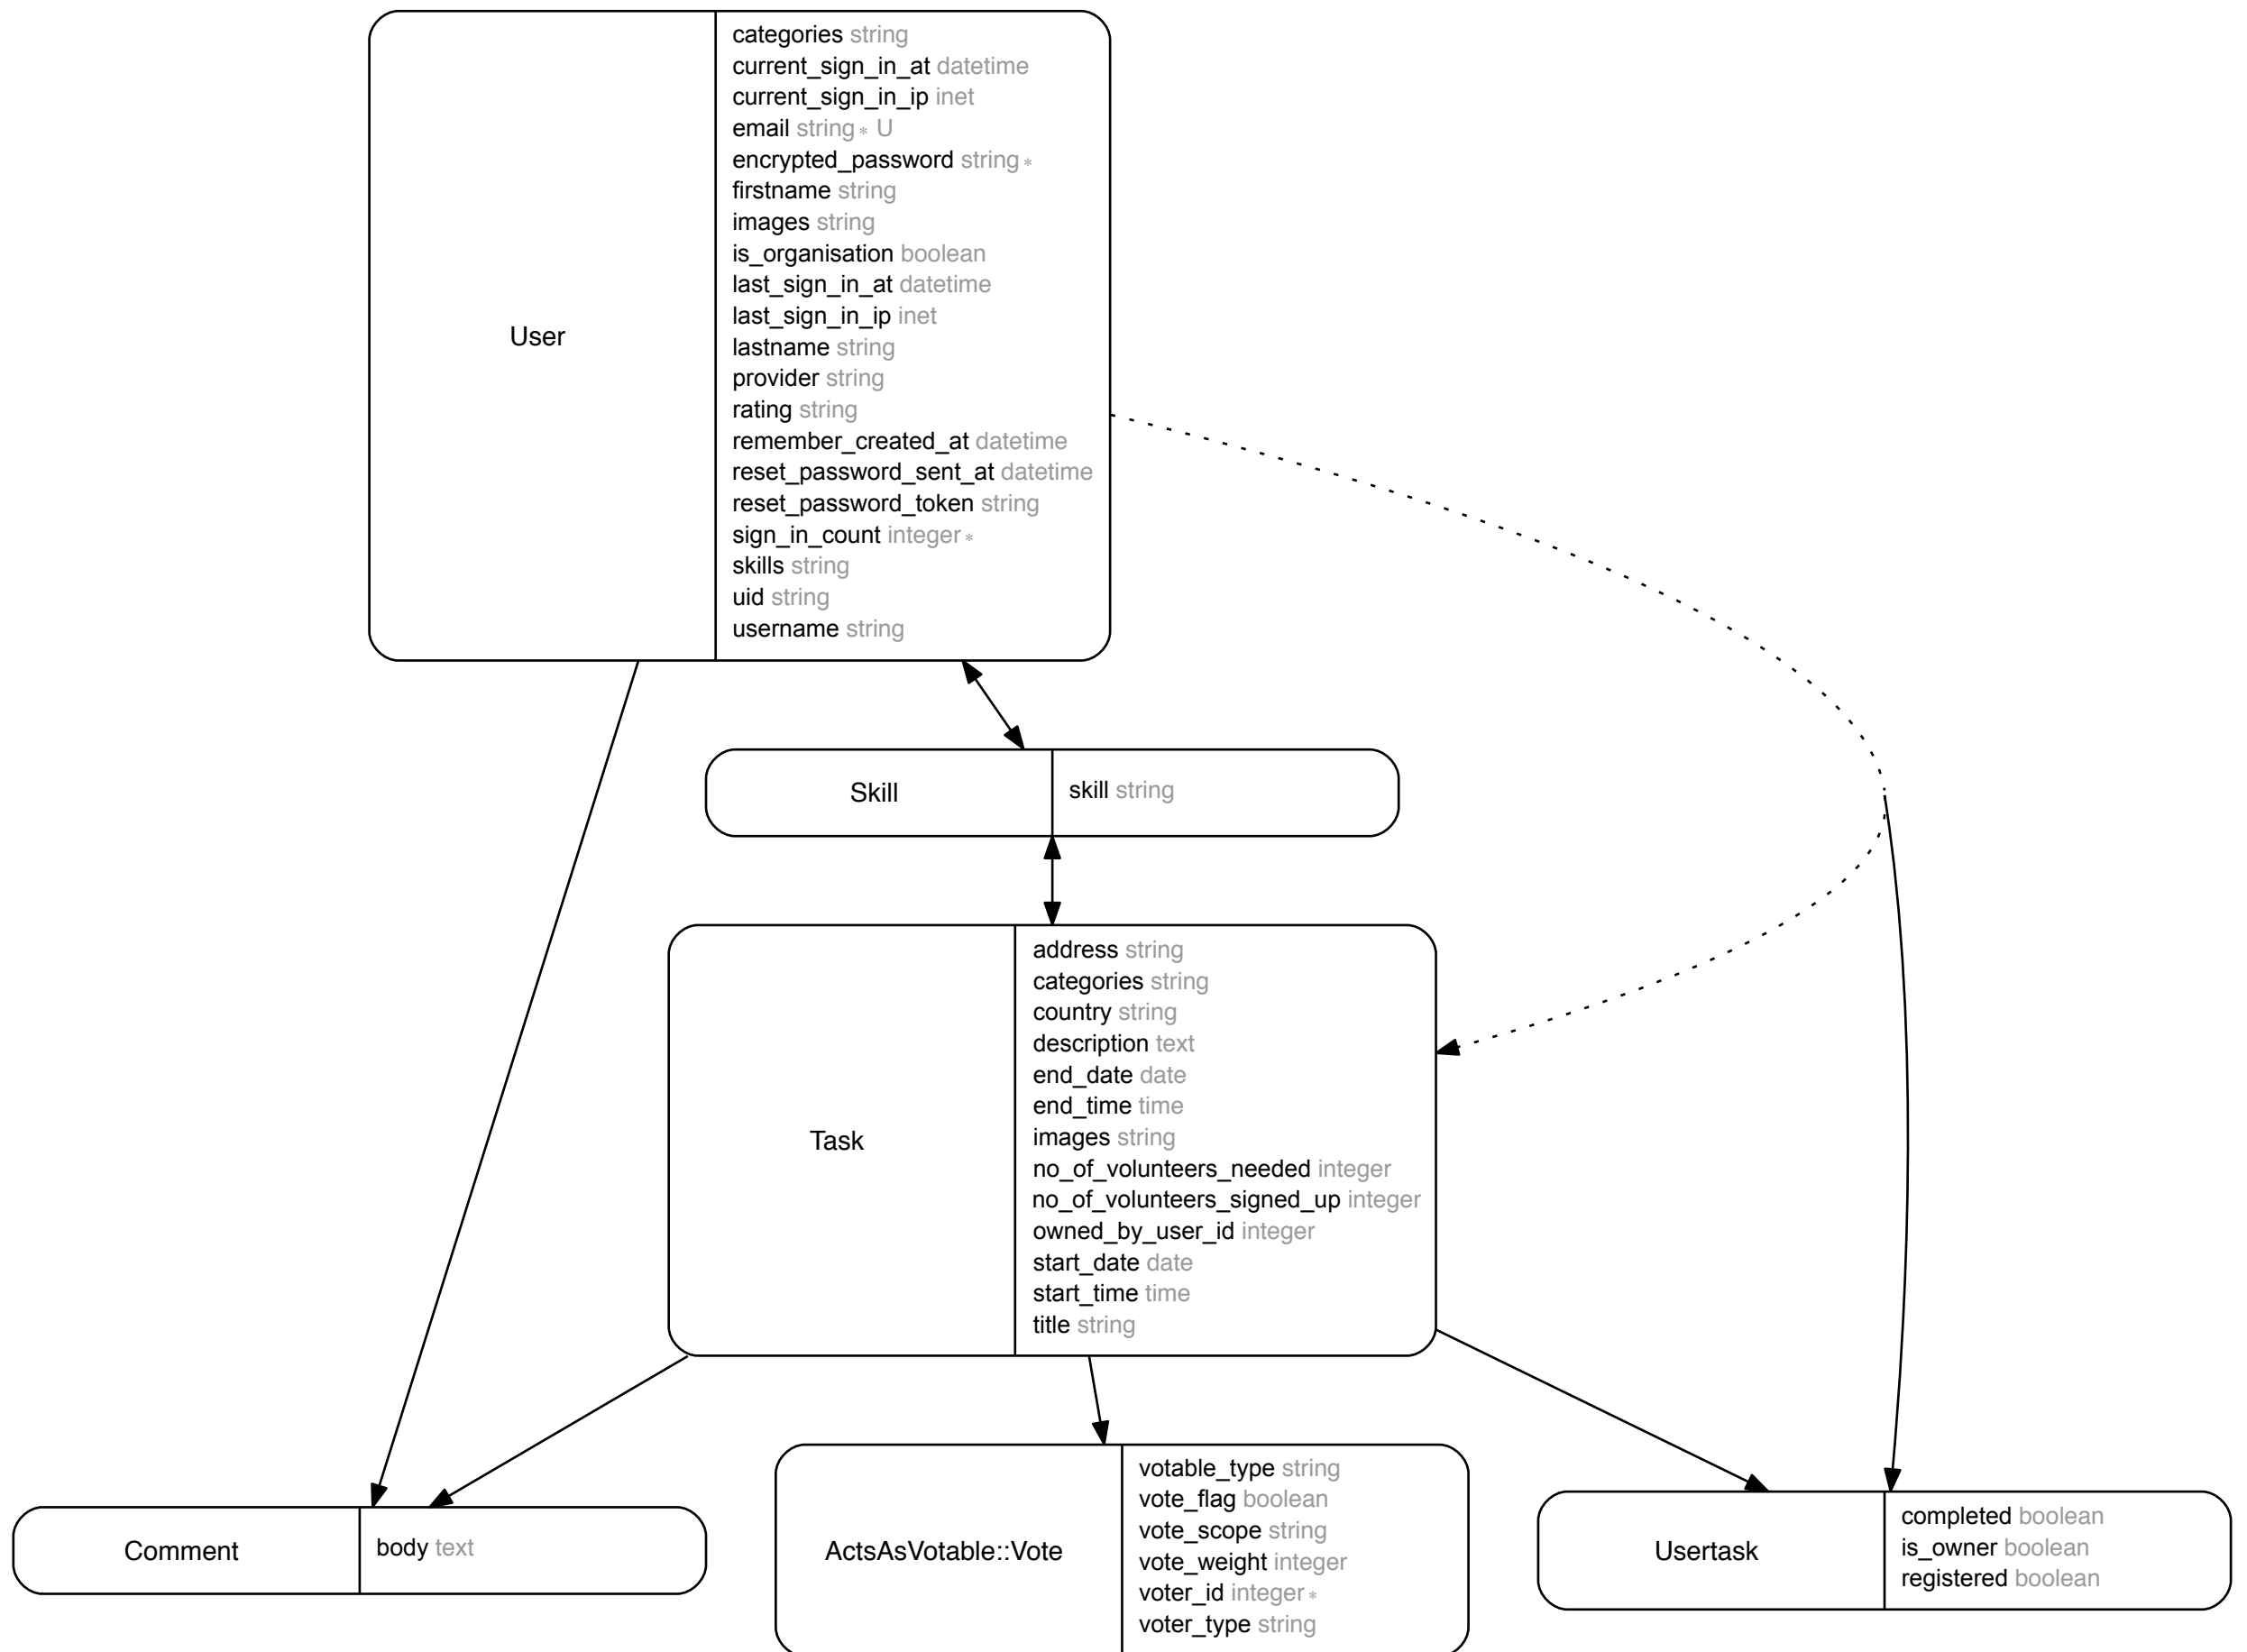 User
categories string
current_sign_in_at datetime
current_sign_in_ip inet
email string∗ U
encrypted_password string∗
firstname string
images string
is_organisation boolean
last_sign_in_at datetime
last_sign_in_ip inet
lastname string
provider string
rating string
remember_created_at datetime
reset_password_sent_at datetime
reset_password_token string
sign_in_count integer∗
skills string
uid string
username string
Skill
skill string
Task
address string
categories string
country string
description text
end_date date
end_time time
images string
no_of_volunteers_needed integer
no_of_volunteers_signed_up integer
owned_by_user_id integer
start_date date
start_time time
title string
Comment
body text
ActsAsVotable::Vote
votable_type string
vote_flag boolean
vote_scope string
vote_weight integer
voter_id integer∗
voter_type string
Usertask
completed boolean
is_owner boolean
registered boolean